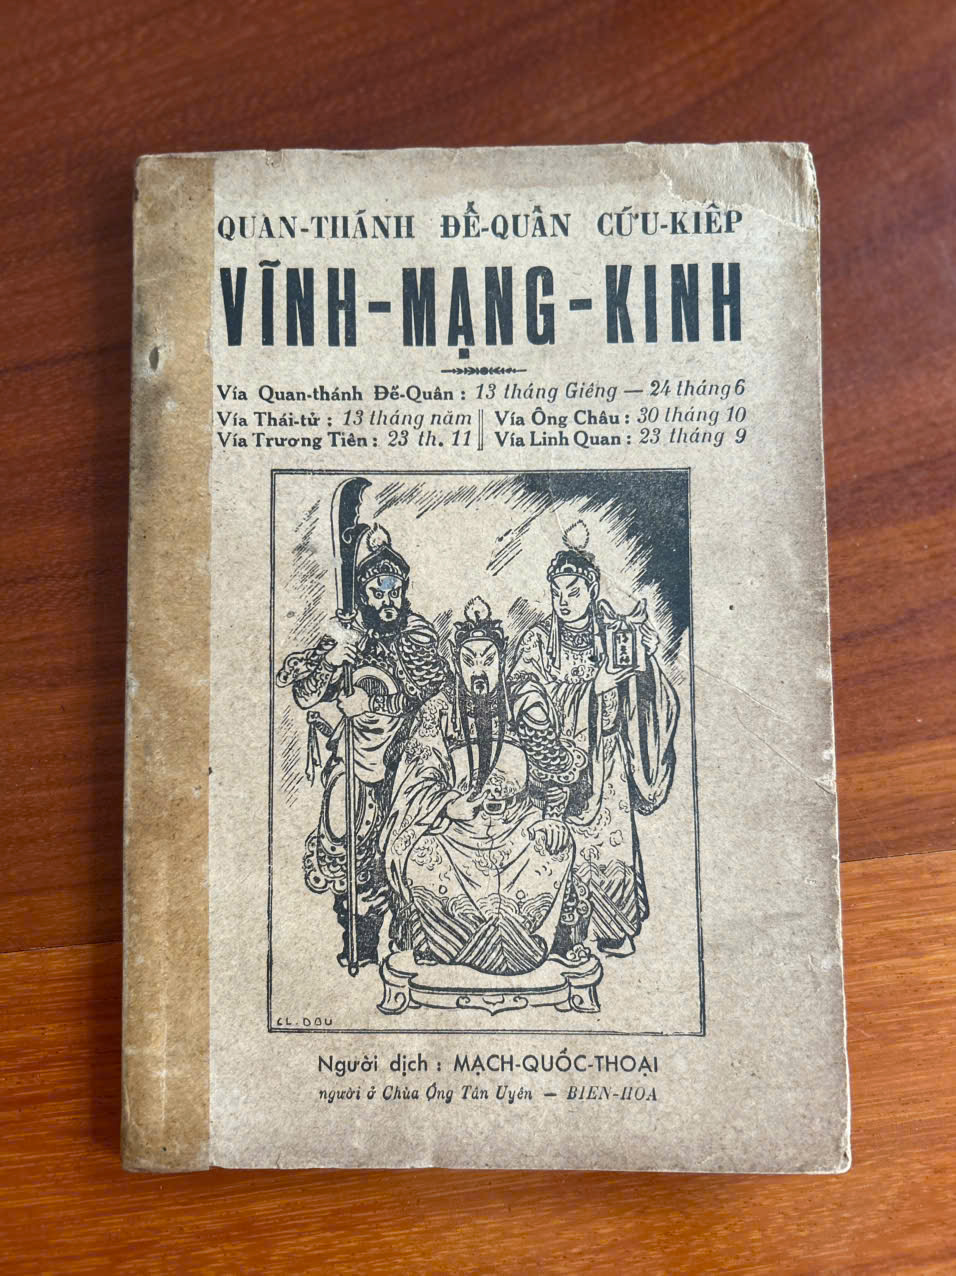 QUAN-THÁNH ĐẾ-QUÂN CỨU-KIẾP
VĨNH-MẠNG-KINH
Vía Quan-thánh Đế-Quân : 13 tháng Giêng — 24 tháng 6
Vía Thái-tử : 13 tháng năm
Vía Trương Tiên : 23 th. 11
Vía Ông Châu : 30 tháng 10
Vía Linh Quan : 23 tháng 9
CL. DAU
Người dịch : MẠCH-QUỐC-THOẠI
người ở Chùa Ông Tân Uyên — BIEN-HOA